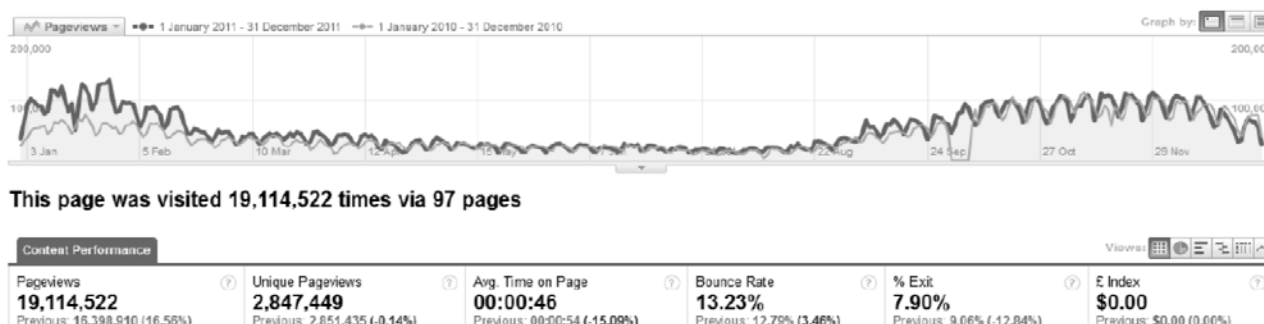 Pageviews 1 January 2011 - 31 December 2011 1 January 2010 - 31 December 2010 Graph by:
200,000 200,00
100,0 100,00
3 Jan 5 Feb 10 Mar 12 Apr 22 Aug 24 Sep 27 Oct 29 Nov
This page was visited 19,114,522 times via 97 pages
Content Performance Views:
Pageviews ? Unique Pageviews ? Avg. Time on Page ? Bounce Rate ? % Exit ? £ Index ?
19,114,522 2,847,449 00:00:46 13.23% 7.90% $0.00
Previous: 16,398,910 (16.56%) Previous: 2,851,435 (-0.14%) Previous: 00:00:54 (-15.09%) Previous: 12.79% (3.46%) Previous: 9.06% (-12.84%) Previous: $0.00 (0.00%)